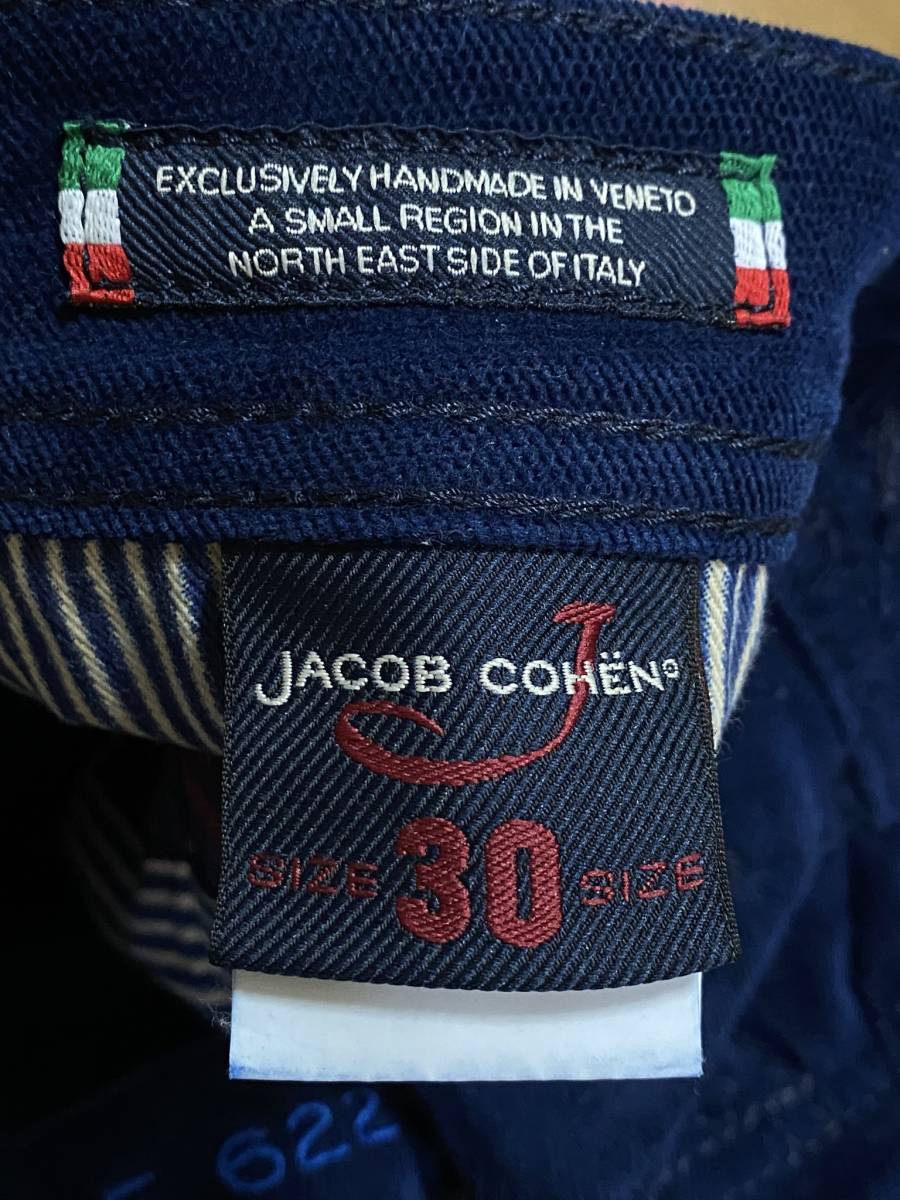 EXCLUSIVELY HANDMADE IN VENETO
A SMALL REGION IN THE
NORTH EAST SIDE OF ITALY
JACOB COHËN®
SIZE 30 SIZE
622